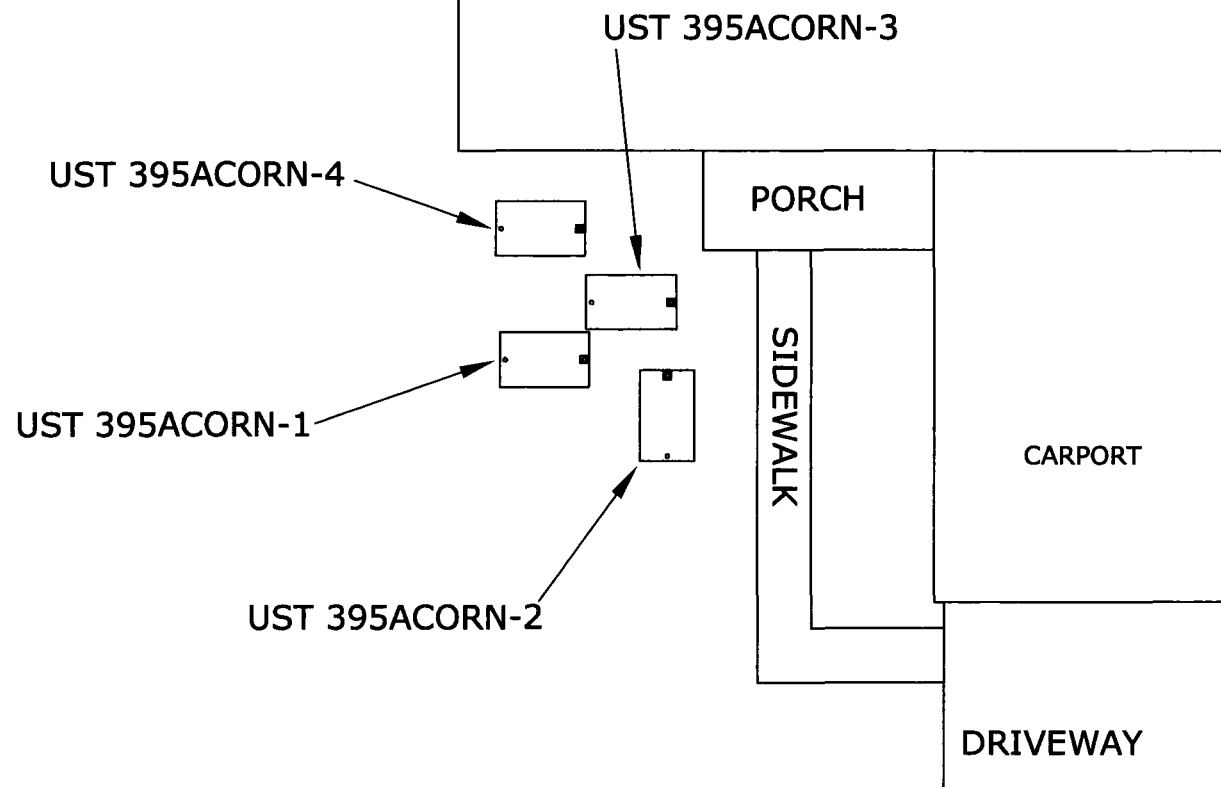 UST 395ACORN-3
UST 395ACORN-4
PORCH
SIDEWALK
UST 395ACORN-1
CARPORT
UST 395ACORN-2
DRIVEWAY